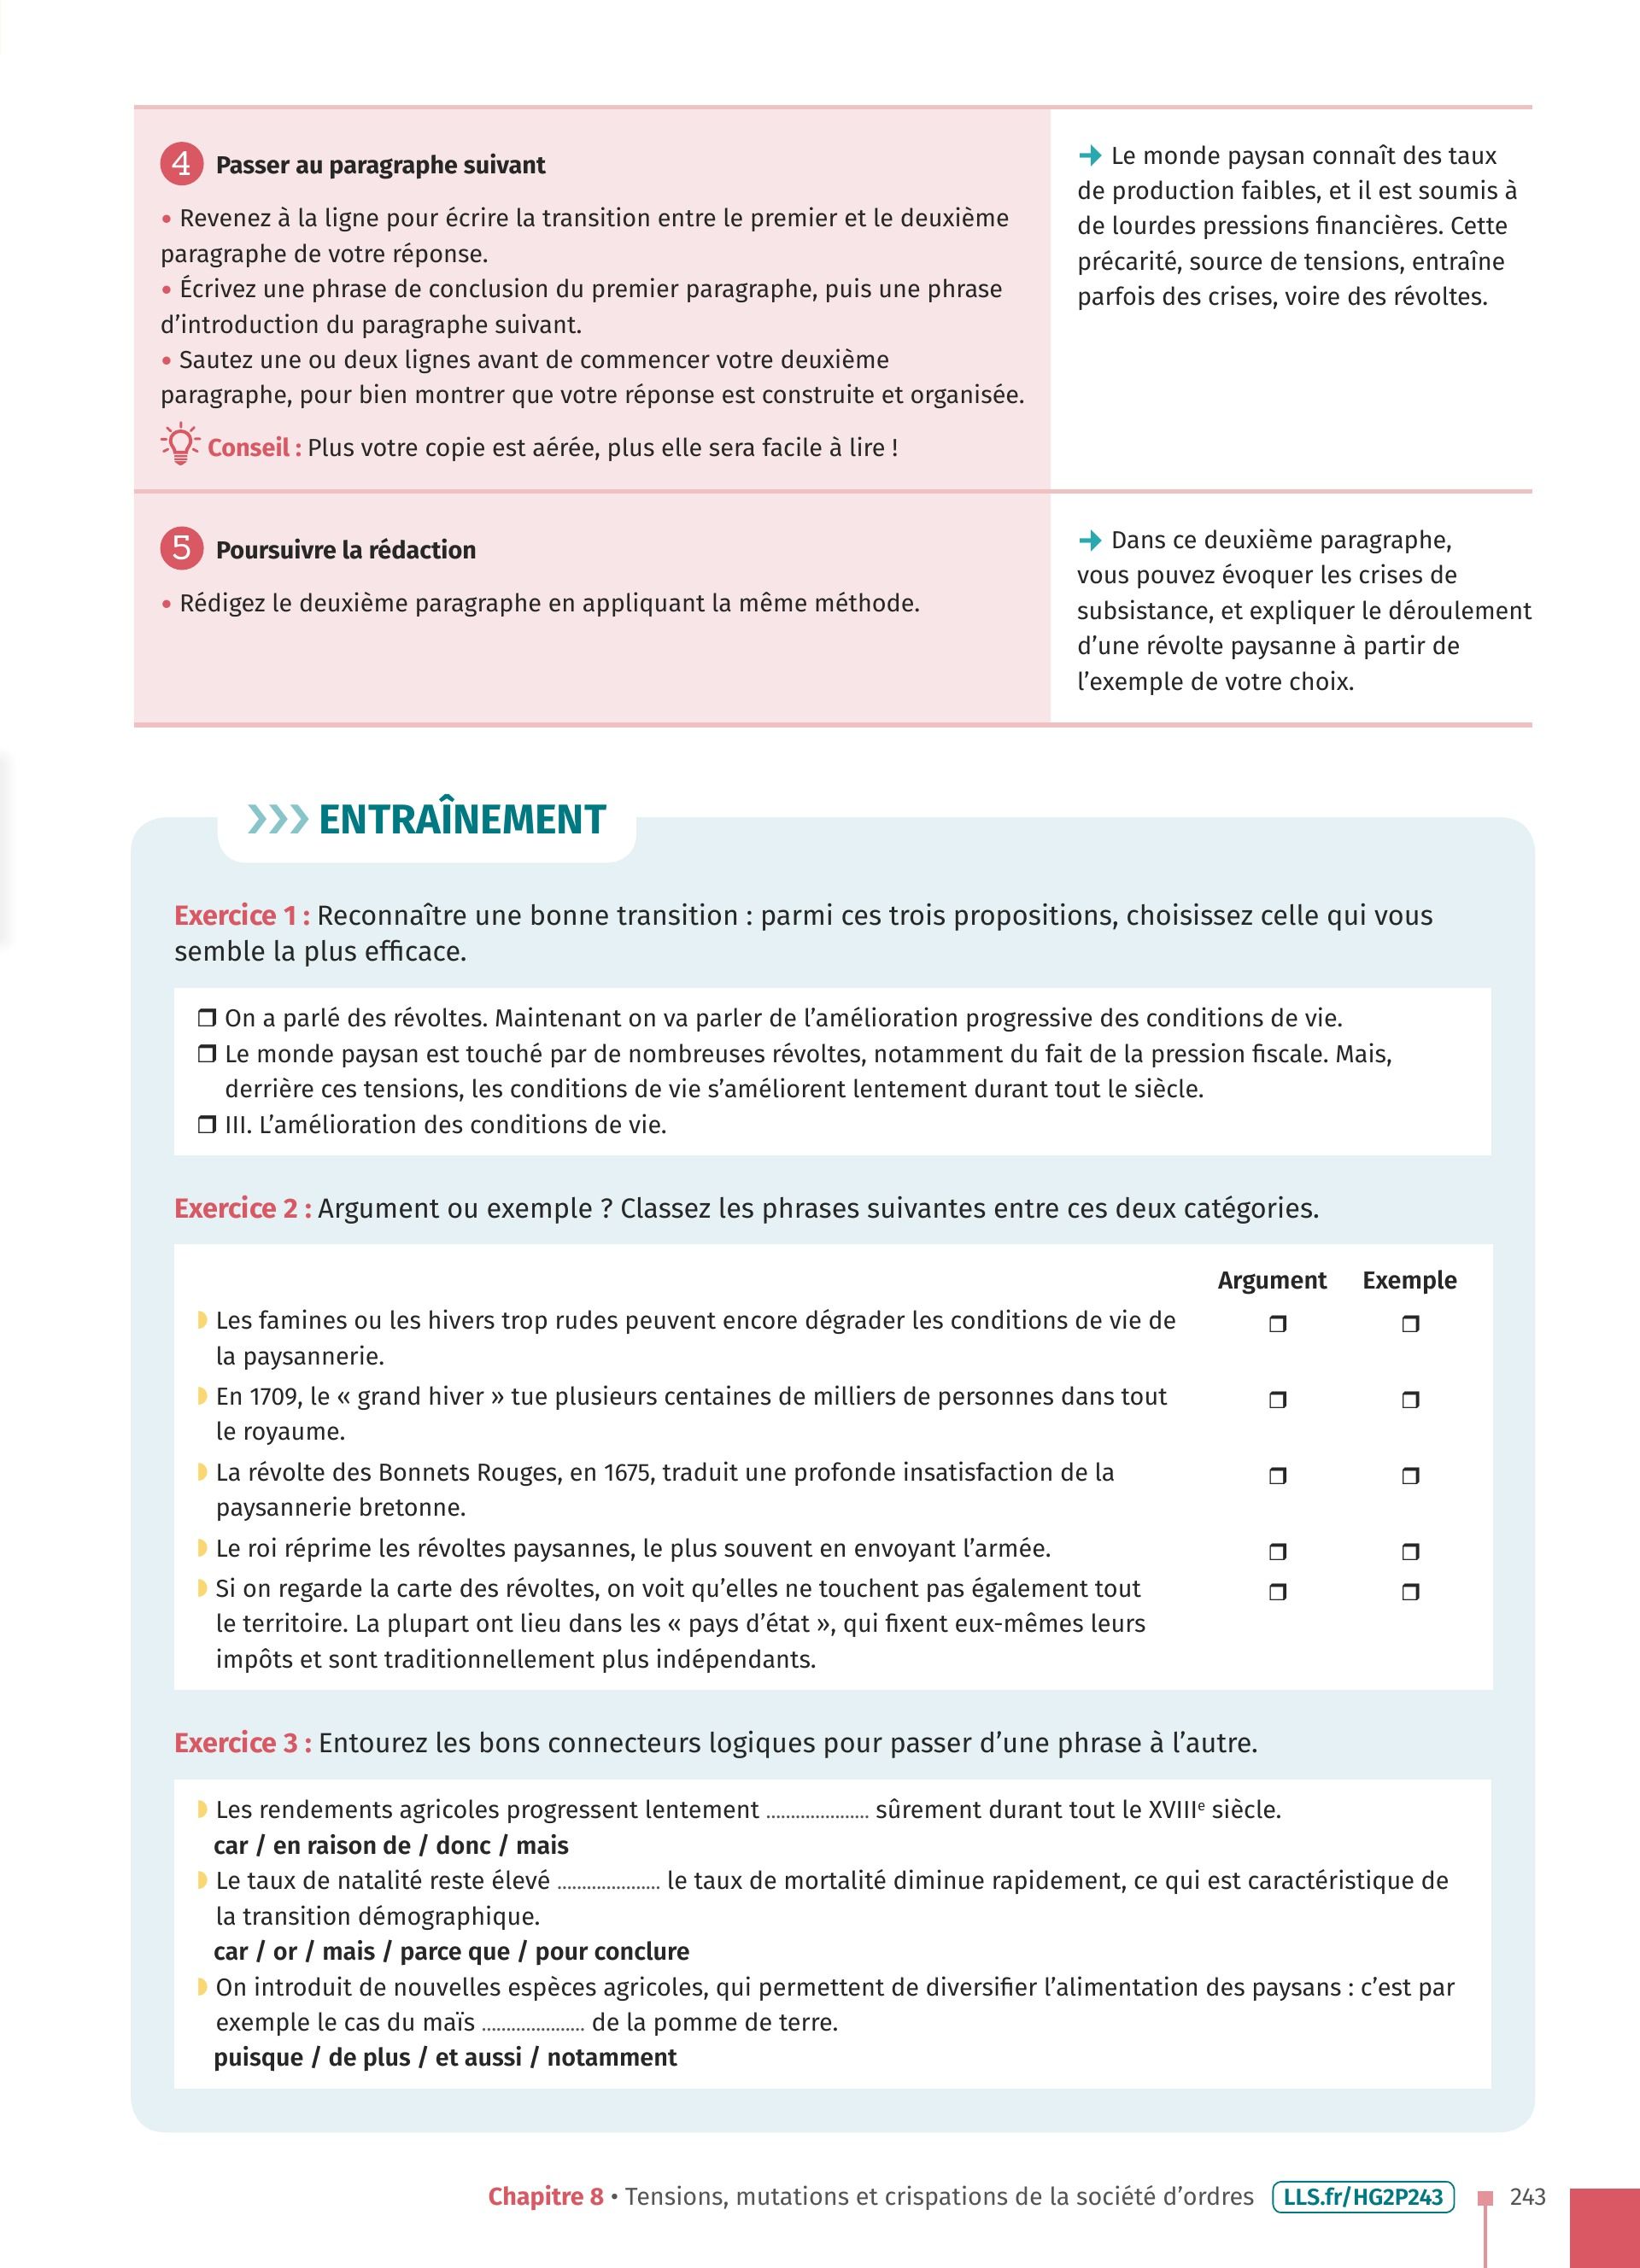 4 Passer au paragraphe suivant
• Revenez à la ligne pour écrire la transition entre le premier et le deuxième
paragraphe de votre réponse.
• Écrivez une phrase de conclusion du premier paragraphe, puis une phrase
d’introduction du paragraphe suivant.
• Sautez une ou deux lignes avant de commencer votre deuxième
paragraphe, pour bien montrer que votre réponse est construite et organisée.
Conseil : Plus votre copie est aérée, plus elle sera facile à lire !
→ Le monde paysan connaît des taux
de production faibles, et il est soumis à
de lourdes pressions financières. Cette
précarité, source de tensions, entraîne
parfois des crises, voire des révoltes.
5 Poursuivre la rédaction
• Rédigez le deuxième paragraphe en appliquant la même méthode.
→ Dans ce deuxième paragraphe,
vous pouvez évoquer les crises de
subsistance, et expliquer le déroulement
d’une révolte paysanne à partir de
l’exemple de votre choix.
ENTRAÎNEMENT
Exercice 1 : Reconnaître une bonne transition : parmi ces trois propositions, choisissez celle qui vous
semble la plus efficace.
❐ On a parlé des révoltes. Maintenant on va parler de l’amélioration progressive des conditions de vie.
❐ Le monde paysan est touché par de nombreuses révoltes, notamment du fait de la pression fiscale. Mais,
derrière ces tensions, les conditions de vie s’améliorent lentement durant tout le siècle.
❐ III. L’amélioration des conditions de vie.
Exercice 2 : Argument ou exemple ? Classez les phrases suivantes entre ces deux catégories.
Argument Exemple
Les famines ou les hivers trop rudes peuvent encore dégrader les conditions de vie de ❐ ❐
la paysannerie.
En 1709, le « grand hiver » tue plusieurs centaines de milliers de personnes dans tout ❐ ❐
le royaume.
La révolte des Bonnets Rouges, en 1675, traduit une profonde insatisfaction de la ❐ ❐
paysannerie bretonne.
Le roi réprime les révoltes paysannes, le plus souvent en envoyant l’armée. ❐ ❐
Si on regarde la carte des révoltes, on voit qu’elles ne touchent pas également tout ❐ ❐
le territoire. La plupart ont lieu dans les « pays d’état », qui fixent eux-mêmes leurs
impôts et sont traditionnellement plus indépendants.
Exercice 3 : Entourez les bons connecteurs logiques pour passer d’une phrase à l’autre.
Les rendements agricoles progressent lentement ..................... sûrement durant tout le XVIIIe siècle.
car / en raison de / donc / mais
Le taux de natalité reste élevé ..................... le taux de mortalité diminue rapidement, ce qui est caractéristique de
la transition démographique.
car / or / mais / parce que / pour conclure
On introduit de nouvelles espèces agricoles, qui permettent de diversifier l’alimentation des paysans : c’est par
exemple le cas du maïs ..................... de la pomme de terre.
puisque / de plus / et aussi / notamment
Chapitre 8 • Tensions, mutations et crispations de la société d’ordres LLS.fr/HG2P243 243